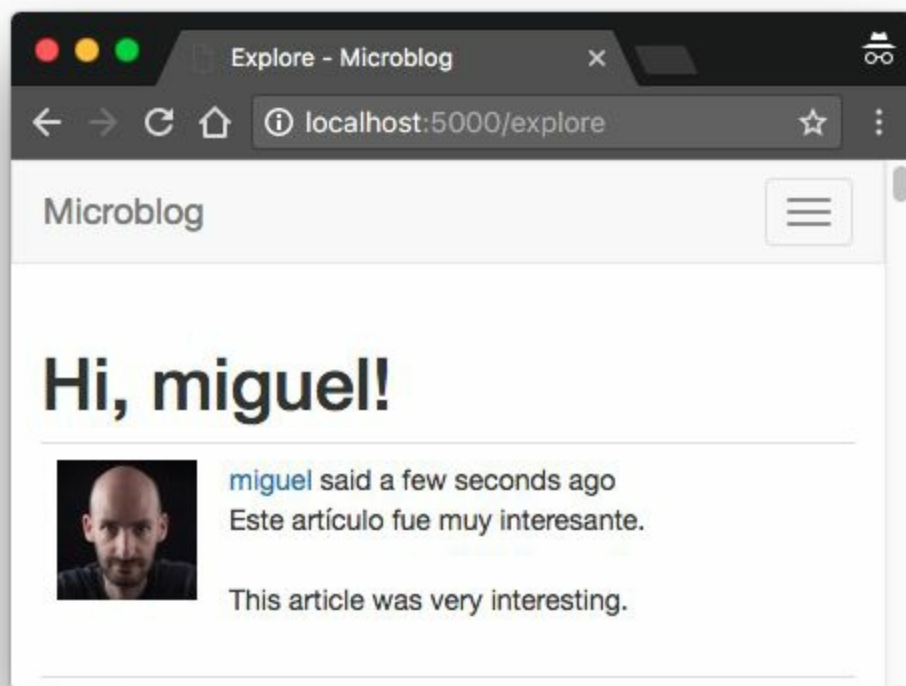 Explore - Microblog
localhost:5000/explore
Microblog
Hi, miguel!
miguel said a few seconds ago
Este artículo fue muy interesante.
This article was very interesting.